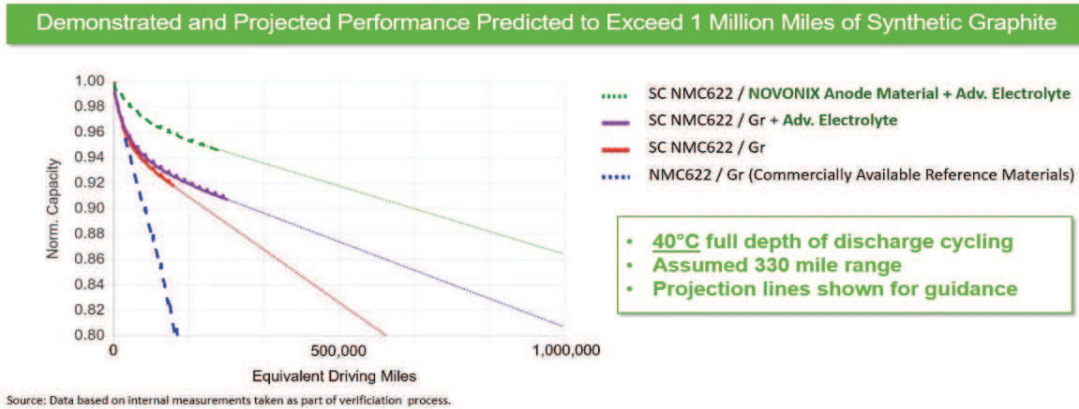 Demonstrated and Projected Performance Predicted to Exceed 1 Million Miles of Synthetic Graphite
Norm. Capacity
1.00
0.98
0.96
0.94
0.92
0.90
0.88
0.86
0.84
0.82
0.80
0
500,000
1,000,000
Equivalent Driving Miles
SC NMC622 / NOVONIX Anode Material + Adv. Electrolyte
SC NMC622 / Gr + Adv. Electrolyte
SC NMC622 / Gr
NMC622 / Gr (Commercially Available Reference Materials)
• 40°C full depth of discharge cycling
• Assumed 330 mile range
• Projection lines shown for guidance
Source: Data based on internal measurements taken as part of verificiation process.